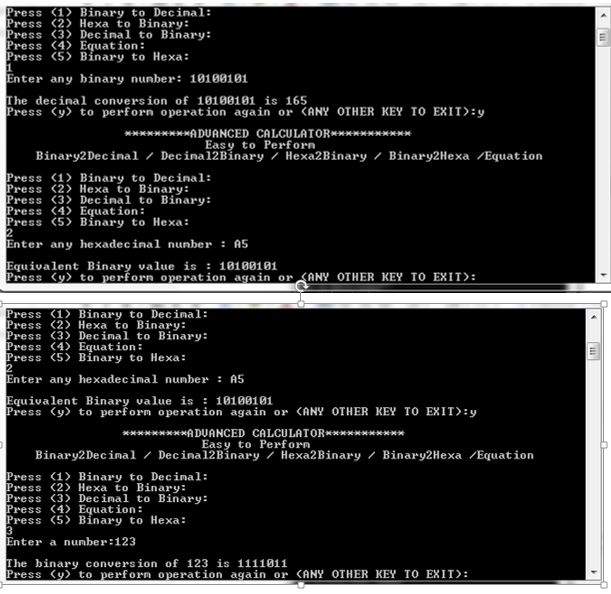 Press (1) Binary to Decimal:
Press (2) Hexa to Binary:
Press (3) Decimal to Binary:
Press (4) Equation:
Press (5) Binary to Hexa:
1
Enter any binary number: 10100101
The decimal conversion of 10100101 is 165
Press (y) to perform operation again or (ANY OTHER KEY TO EXIT):y
*********ADVANCED CALCULATOR***********
Easy to Perform
Binary2Decimal / Decimal2Binary / Hexa2Binary / Binary2Hexa /Equation
Press (1) Binary to Decimal:
Press (2) Hexa to Binary:
Press (3) Decimal to Binary:
Press (4) Equation:
Press (5) Binary to Hexa:
2
Enter any hexadecimal number : A5
Equivalent Binary value is : 10100101
Press (y) to perform operation again or (ANY OTHER KEY TO EXIT):
Press (1) Binary to Decimal:
Press (2) Hexa to Binary:
Press (3) Decimal to Binary:
Press (4) Equation:
Press (5) Binary to Hexa:
2
Enter any hexadecimal number : A5
Equivalent Binary value is : 10100101
Press (y) to perform operation again or (ANY OTHER KEY TO EXIT):y
*********ADVANCED CALCULATOR***********
Easy to Perform
Binary2Decimal / Decimal2Binary / Hexa2Binary / Binary2Hexa /Equation
Press (1) Binary to Decimal:
Press (2) Hexa to Binary:
Press (3) Decimal to Binary:
Press (4) Equation:
Press (5) Binary to Hexa:
3
Enter a number:123
The binary conversion of 123 is 1111011
Press (y) to perform operation again or (ANY OTHER KEY TO EXIT):